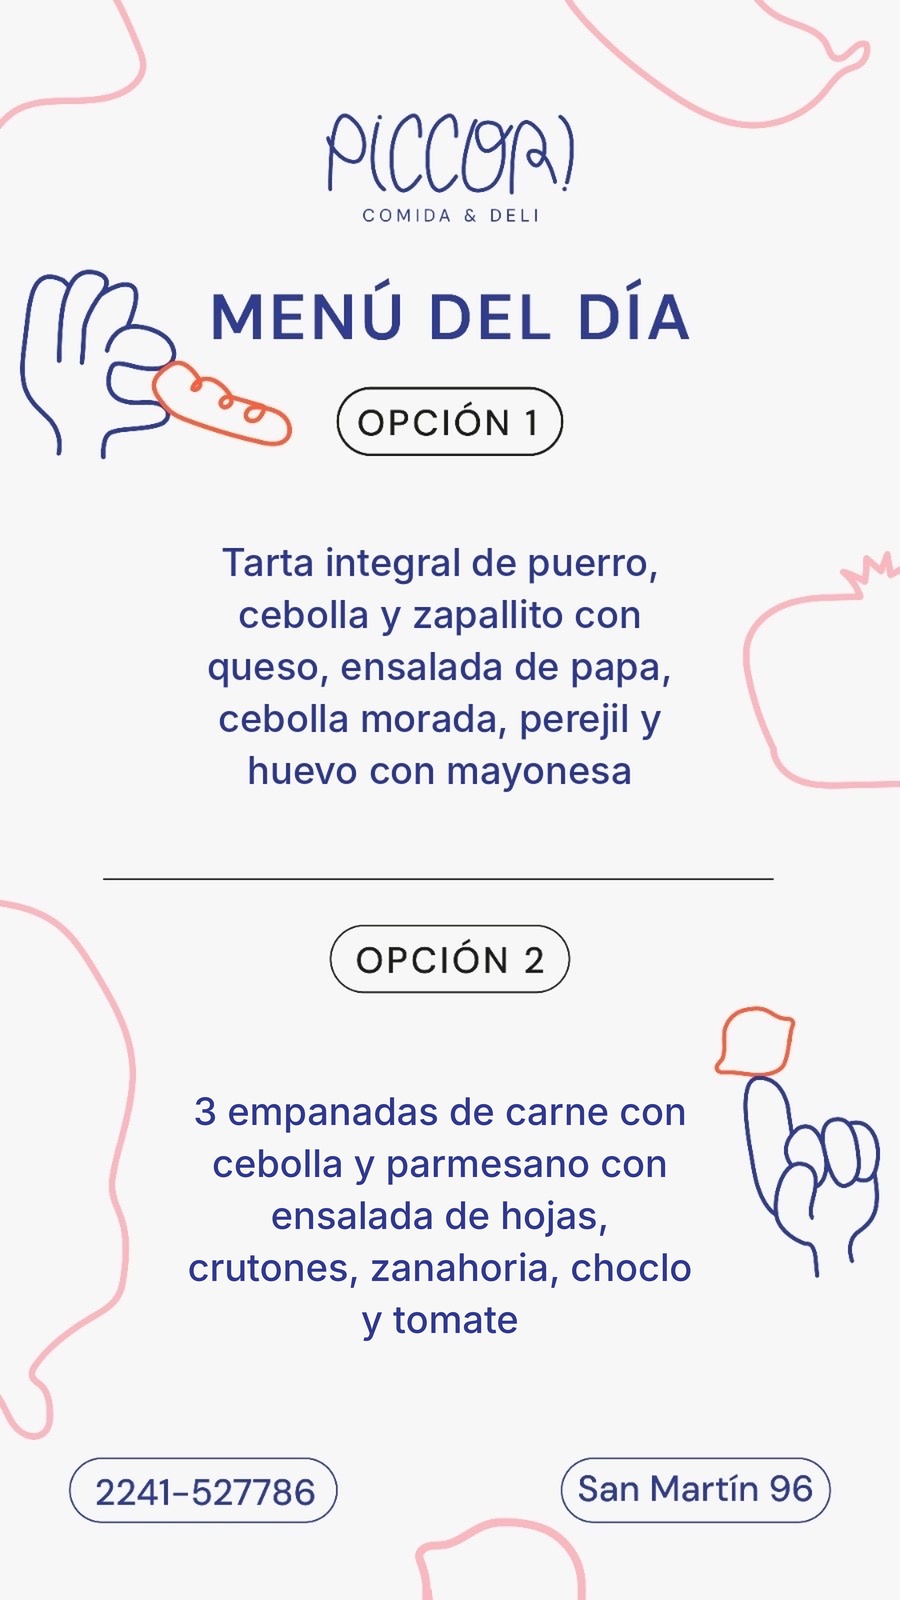 PiCCOR!
COMIDA & DELI
MENÚ DEL DÍA
OPCIÓN 1
Tarta integral de puerro,
cebolla y zapallito con
queso, ensalada de papa,
cebolla morada, perejil y
huevo con mayonesa
OPCIÓN 2
3 empanadas de carne con
cebolla y parmesano con
ensalada de hojas,
crutones, zanahoria, choclo
y tomate
2241-527786
San Martín 96